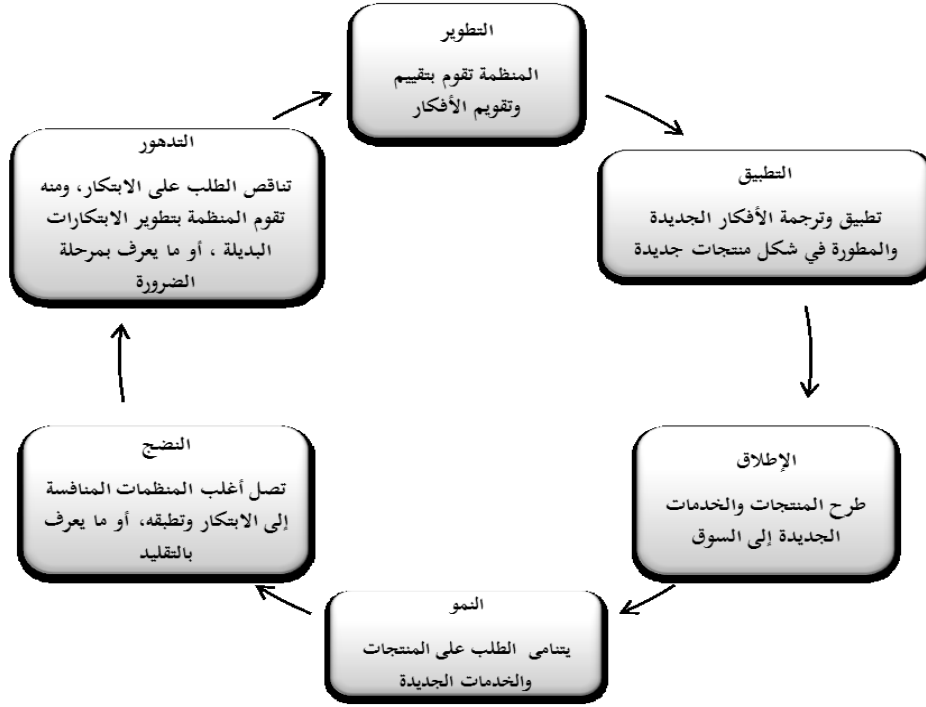 التطوير
المنظمة تقوم بتقييم
وتقويم الأفكار
التطبيق
تطبيق وترجمة الأفكار الجديدة
والمطورة في شكل منتجات جديدة
الإطلاق
طرح المنتجات والخدمات
الجديدة إلى السوق
النمو
يتنامى الطلب على المنتجات
والخدمات الجديدة
النضج
تصل أغلب المنظمات المنافسة
إلى الابتكار وتطبقه، أو ما يعرف
بالتقليد
التدهور
تناقص الطلب على الابتكار، ومنه
تقوم المنظمة بتطوير الابتكارات
البديلة ، أو ما يعرف بمرحلة
الضرورة